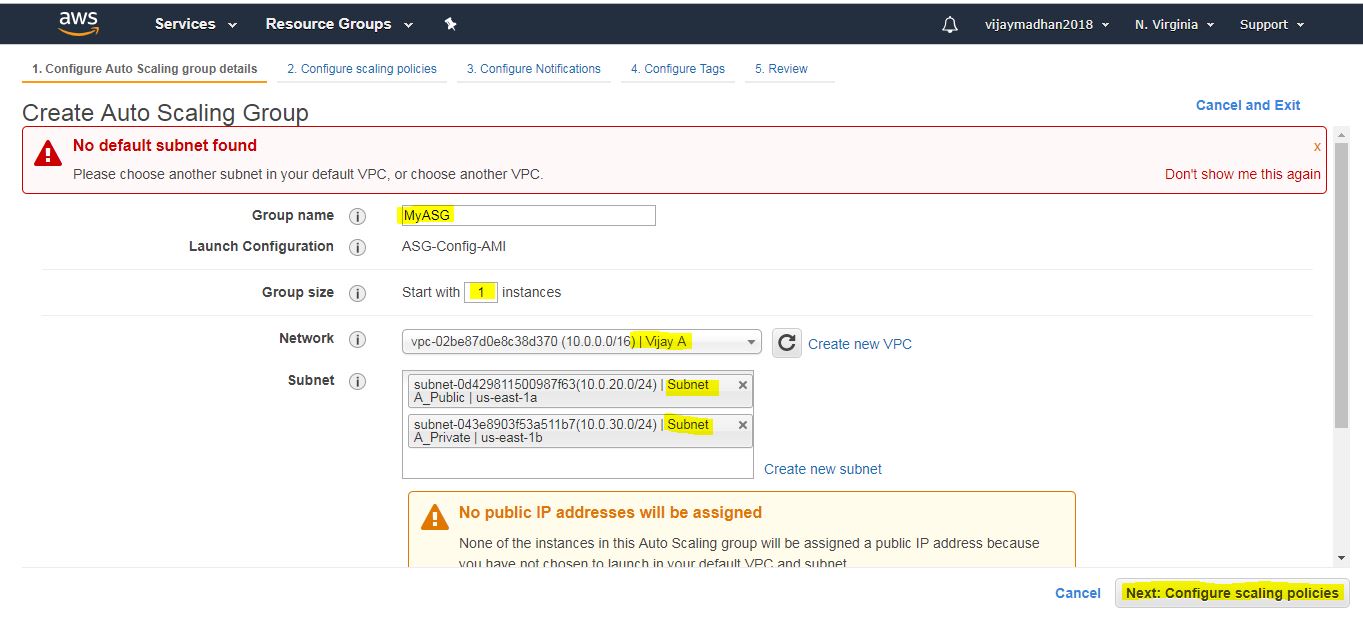 aws Services Resource Groups vijaymadhan2018 N. Virginia Support
1. Configure Auto Scaling group details 2. Configure scaling policies 3. Configure Notifications 4. Configure Tags 5. Review
Create Auto Scaling Group
Cancel and Exit
No default subnet found
x
Please choose another subnet in your default VPC, or choose another VPC.
Don't show me this again
Group name i MyASG
Launch Configuration i ASG-Config-AMI
Group size i Start with 1 instances
Network i vpc-02be87d0e8c38d370 (10.0.0.0/16) | Vijay A Create new VPC
Subnet i
subnet-0d429811500987f63(10.0.20.0/24) | Subnet ×
A_Public | us-east-1a
subnet-043e8903f53a511b7(10.0.30.0/24) | Subnet ×
A_Private | us-east-1b
Create new subnet
No public IP addresses will be assigned
None of the instances in this Auto Scaling group will be assigned a public IP address because
you have not chosen to launch in your default VPC and subnet
Cancel Next: Configure scaling policies